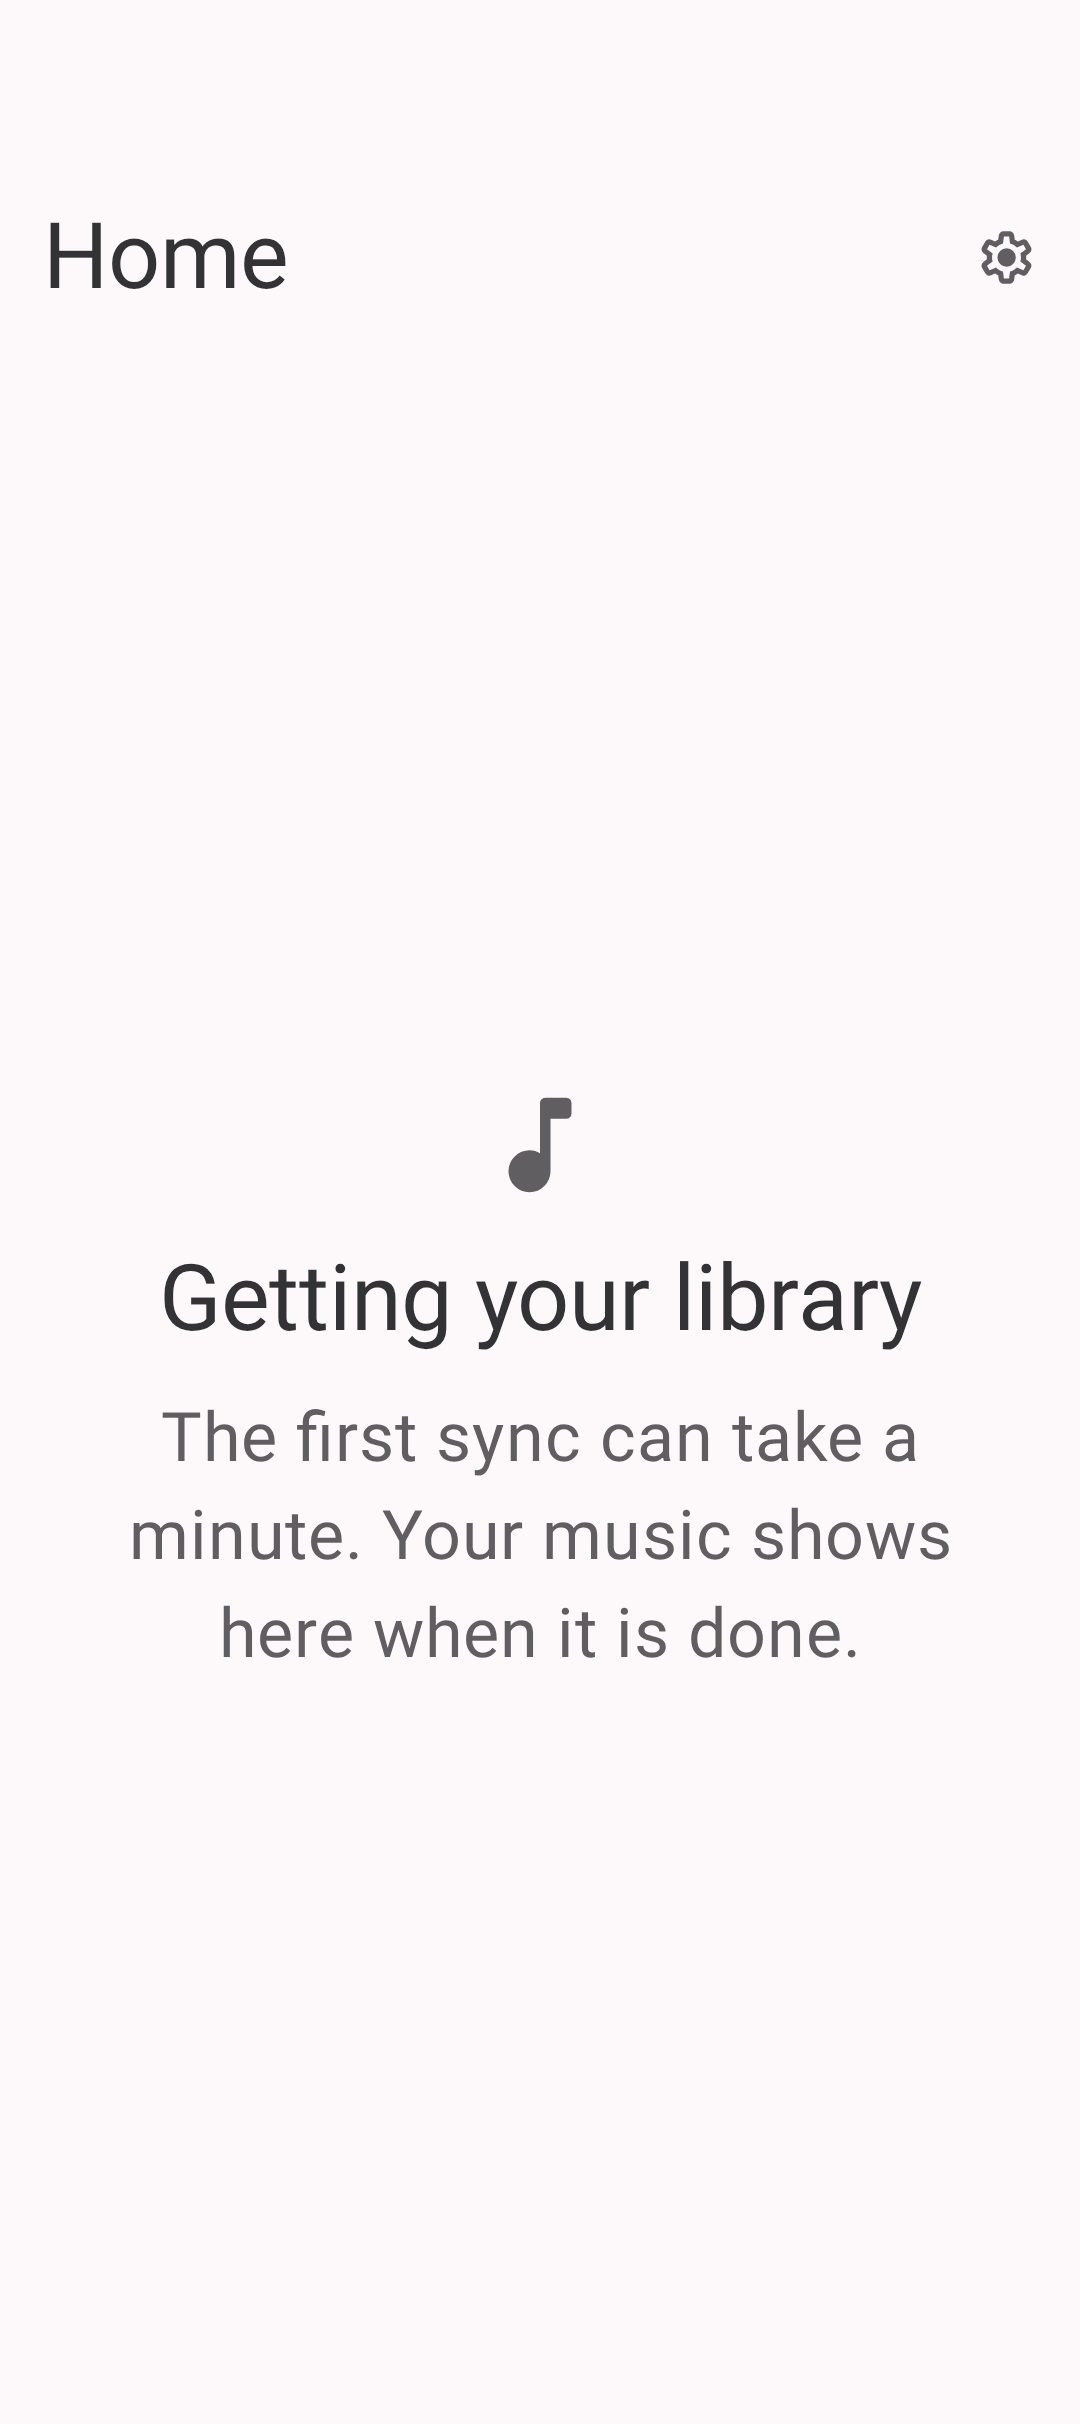 Home
Getting your library
The first sync can take a
minute. Your music shows
here when it is done.